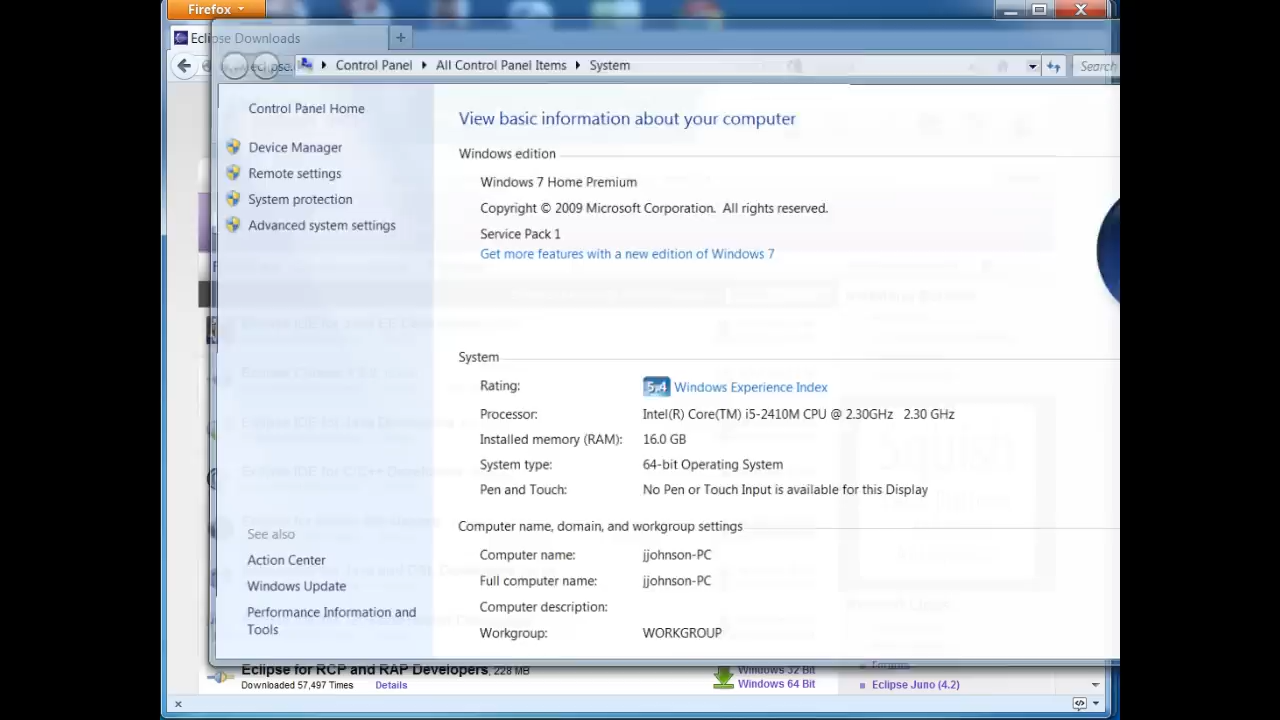 Firefox
Eclipse Downloads
eclipse.
Control Panel
All Control Panel Items
System
Search
Control Panel Home
Device Manager
Remote settings
System protection
Advanced system settings
View basic information about your computer
Windows edition
Windows 7 Home Premium
Copyright © 2009 Microsoft Corporation. All rights reserved.
Service Pack 1
Get more features with a new edition of Windows 7
System
Rating:
5,4 Windows Experience Index
Processor:
Intel(R) Core(TM) i5-2410M CPU @ 2.30GHz 2.30 GHz
Installed memory (RAM):
16.0 GB
System type:
64-bit Operating System
Pen and Touch:
No Pen or Touch Input is available for this Display
Computer name, domain, and workgroup settings
Computer name:
jjohnson-PC
Full computer name:
jjohnson-PC
Computer description:
Workgroup:
WORKGROUP
See also
Action Center
Windows Update
Performance Information and
Tools
Eclipse for RCP and RAP Developers, 228 MB
Downloaded 57,497 Times Details
Windows 32 Bit
Windows 64 Bit
Forums
Eclipse Juno (4.2)